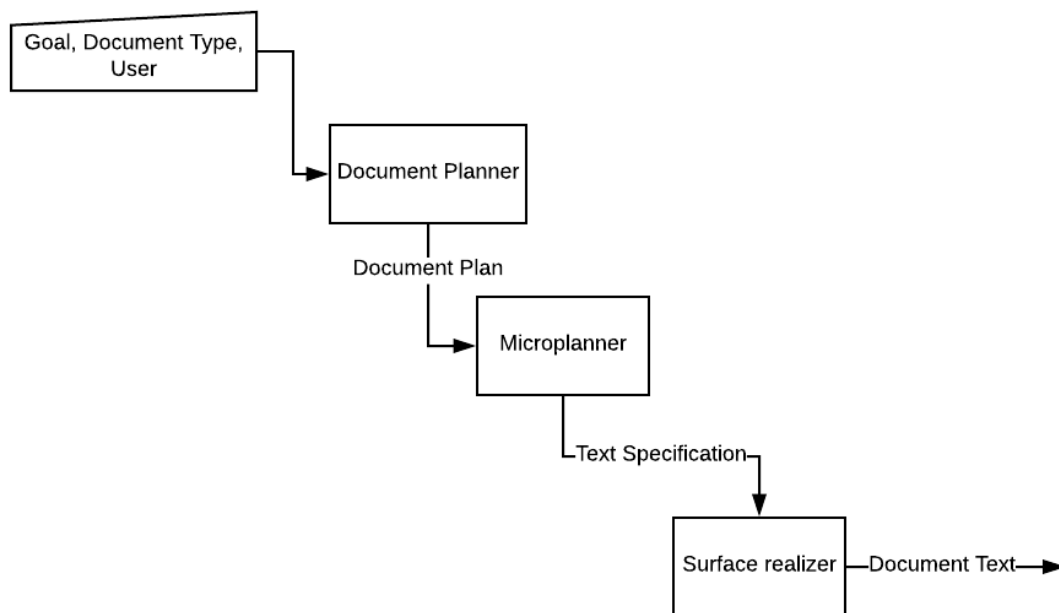 Goal, Document Type,
User
Document Planner
Document Plan
Microplanner
Text Specification
Surface realizer
Document Text